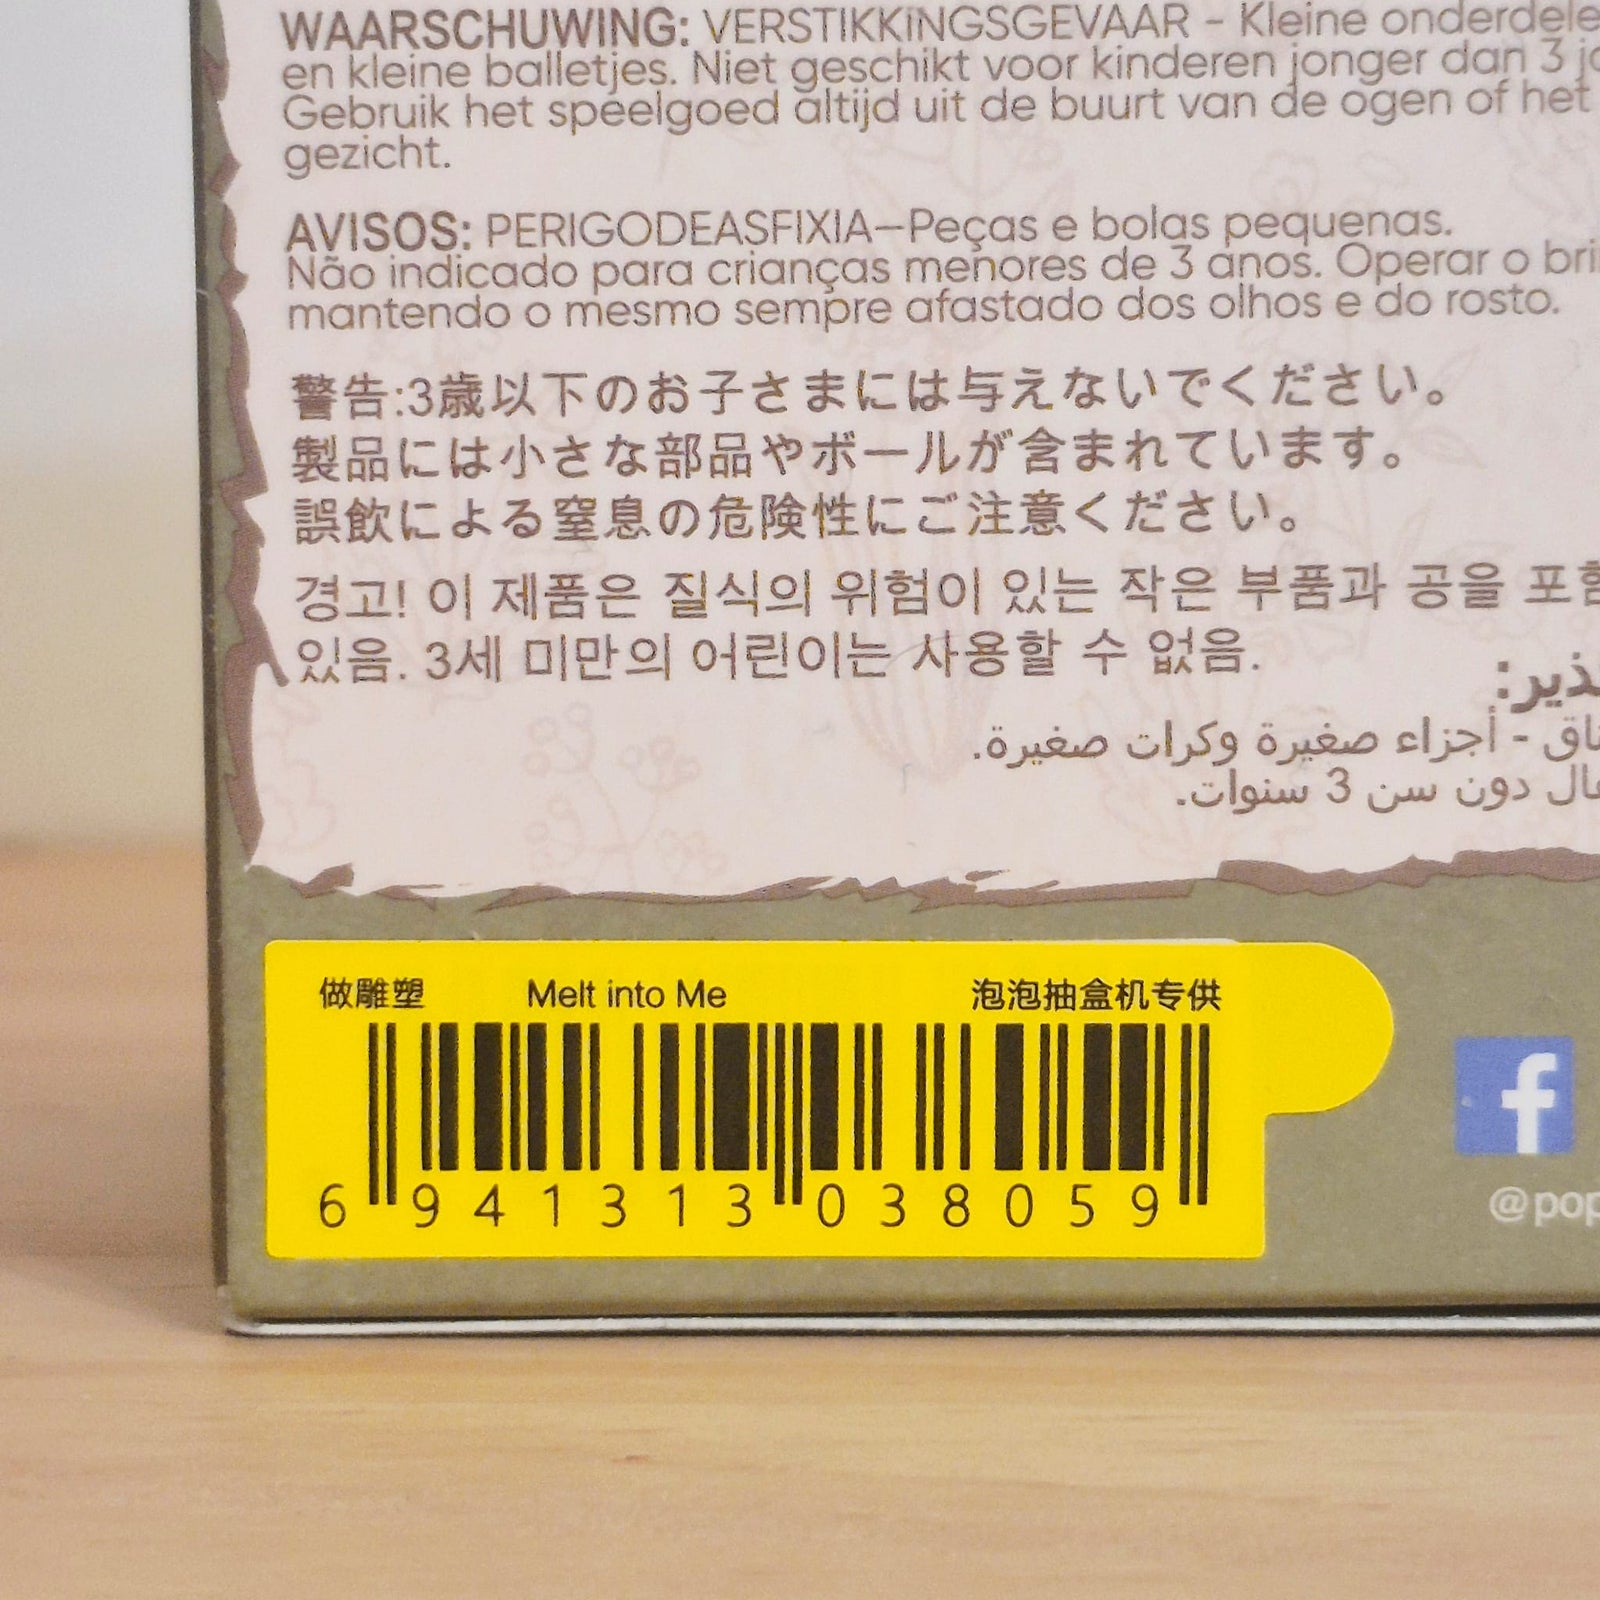 WAARSCHUWING: VERSTIKKINGSGEVAAR - Kleine onderdele
en kleine balletjes. Niet geschikt voor kinderen jonger dan 3 ja
Gebruik het speelgoed altijd uit de buurt van de ogen of het
gezicht.
AVISOS: PERIGODEASFIXIA—Peças e bolas pequenas.
Não indicado para crianças menores de 3 anos. Operar o bri
mantendo o mesmo sempre afastado dos olhos e do rosto.
警告:3歳以下のお子さまには与えないでください。
製品には小さな部品やボールが含まれています。
誤飲による窒息の危険性にご注意ください。
경고! 이 제품은 질식의 위험이 있는 작은 부품과 공을 포함
있음. 3세 미만의 어린이는 사용할 수 없음.
- أجزاء صغيرة وكرات صغيرة.
دون سن 3 سنوات.
做雕塑 Melt into Me 泡泡抽盒机专供
6 941313 038059
@pop